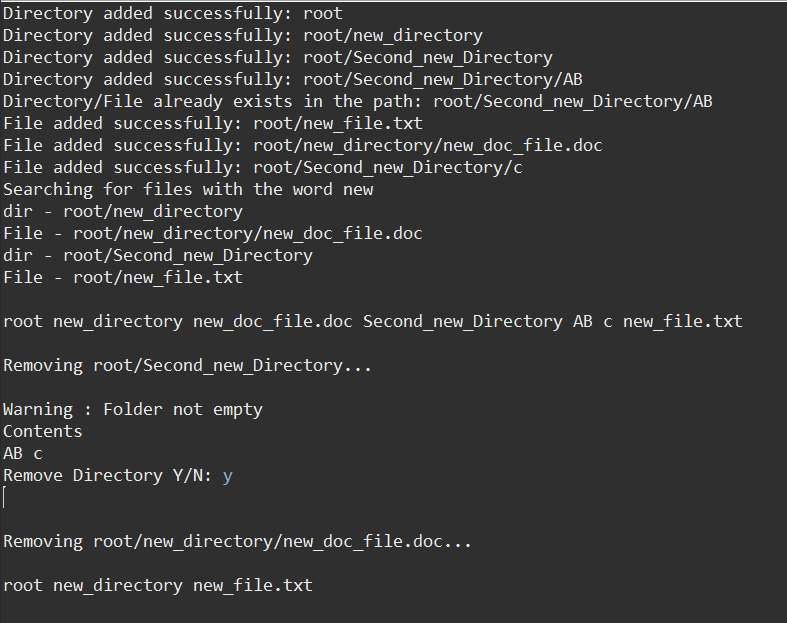 Directory added successfully: root
Directory added successfully: root/new_directory
Directory added successfully: root/Second_new_Directory
Directory added successfully: root/Second_new_Directory/AB
Directory/File already exists in the path: root/Second_new_Directory/AB
File added successfully: root/new_file.txt
File added successfully: root/new_directory/new_doc_file.doc
File added successfully: root/Second_new_Directory/c
Searching for files with the word new
dir - root/new_directory
File - root/new_directory/new_doc_file.doc
dir - root/Second_new_Directory
File - root/new_file.txt
root new_directory new_doc_file.doc Second_new_Directory AB c new_file.txt
Removing root/Second_new_Directory...
Warning : Folder not empty
Contents
AB c
Remove Directory Y/N: y
Removing root/new_directory/new_doc_file.doc...
root new_directory new_file.txt